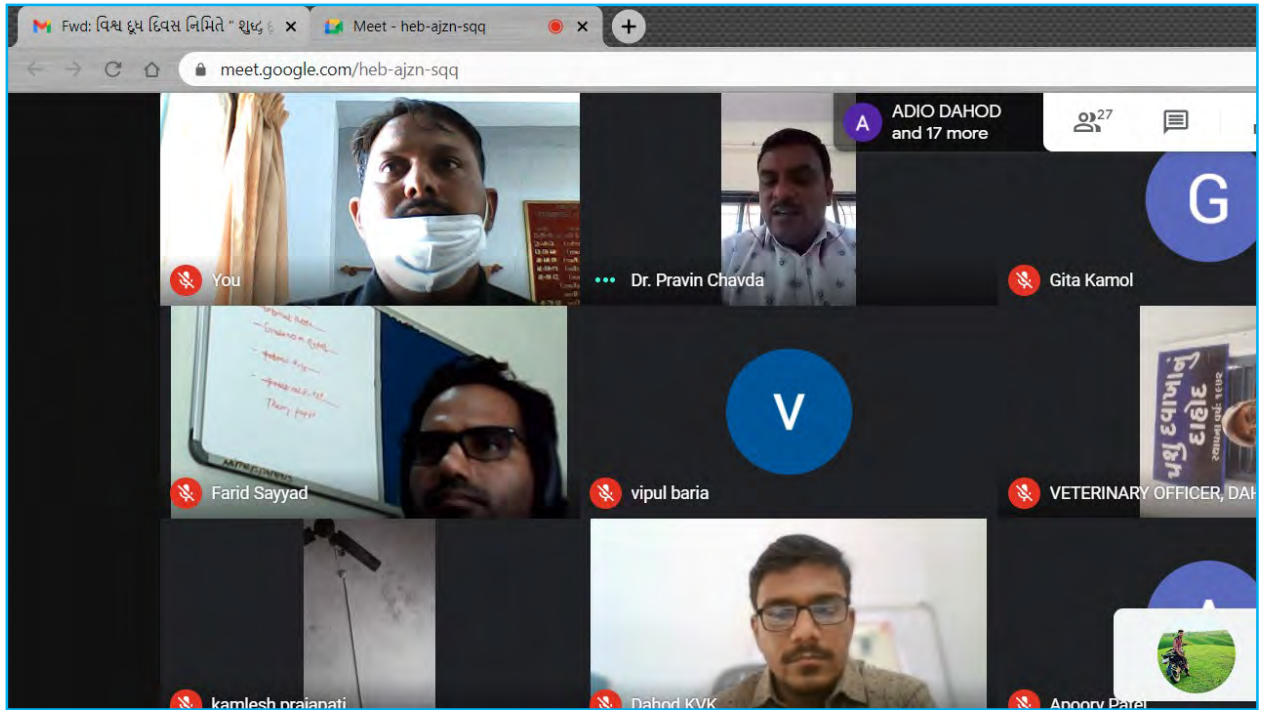 Fwd: વિશ્વ દૂધ દિવસ નિમિતે " શુદ્ધ
Meet - heb-ajzn-sqq
meet.google.com/heb-ajzn-sqq
A
ADIO DAHOD
and 17 more
27
G
You
Dr. Pravin Chavda
Gita Kamol
Theory paper
Farid Sayyad
V
vipul baria
પશુ દવાખાનું
દાહોદ
VETERINARY OFFICER, DAH
kamlesh prajapati
Dahod KVK
Apoorv Patel